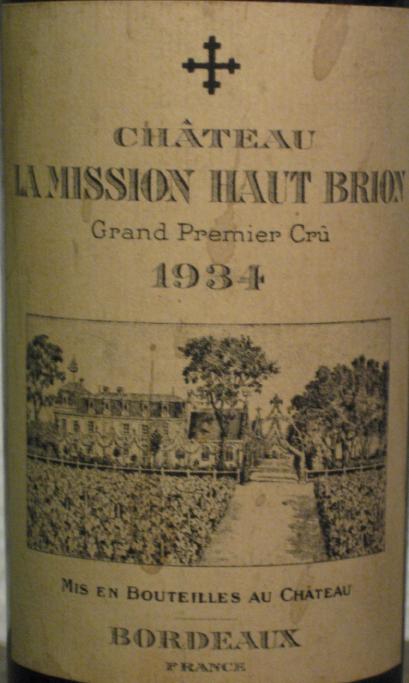 CHÂTEAU
LA MISSION HAUT BRION
Grand Premier Crû
1934
MIS EN BOUTEILLES AU CHÂTEAU
BORDEAUX
FRANCE